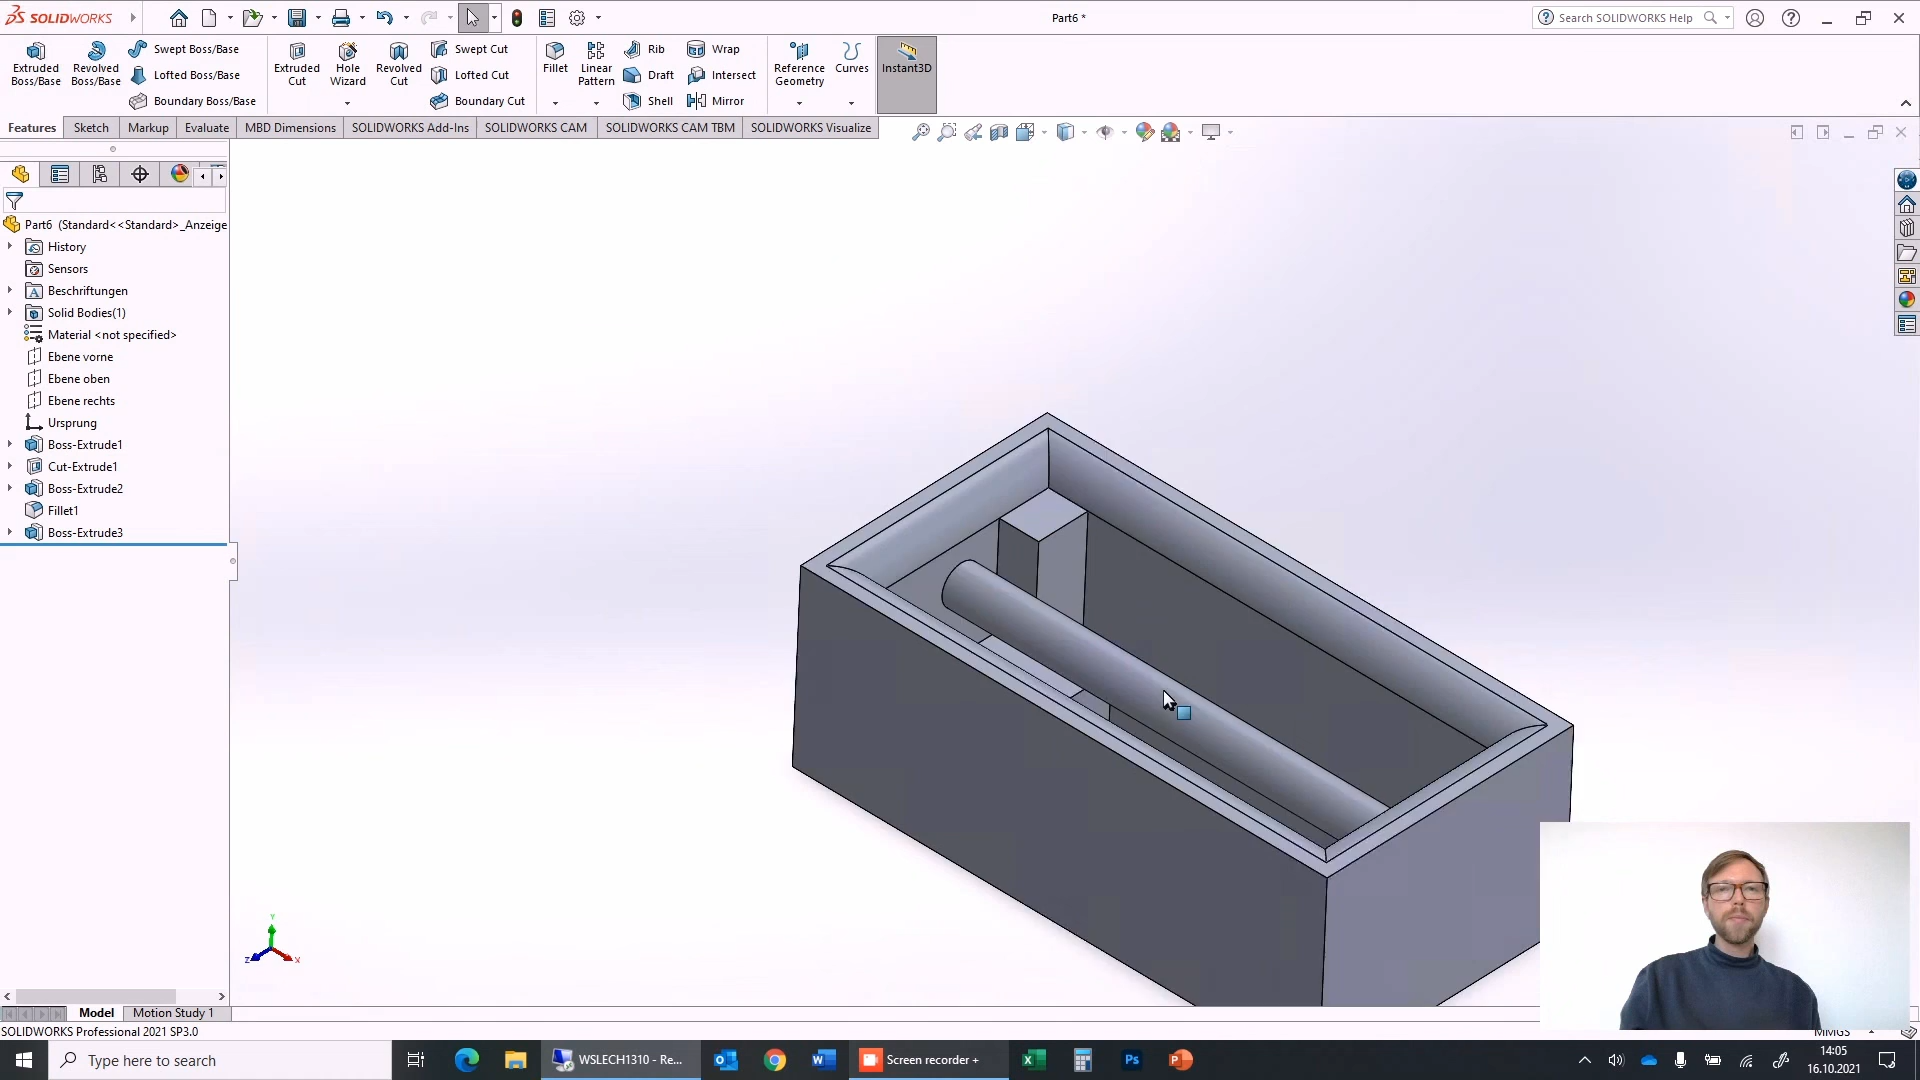 SOLIDWORKS
Part6 *
Search SOLIDWORKS Help
Extruded Boss/Base
Revolved Boss/Base
Swept Boss/Base
Lofted Boss/Base
Boundary Boss/Base
Extruded Cut
Hole Wizard
Revolved Cut
Swept Cut
Lofted Cut
Boundary Cut
Fillet
Linear Pattern
Rib
Draft
Shell
Wrap
Intersect
Mirror
Reference Geometry
Curves
Instant3D
Features
Sketch
Markup
Evaluate
MBD Dimensions
SOLIDWORKS Add-Ins
SOLIDWORKS CAM
SOLIDWORKS CAM TBM
SOLIDWORKS Visualize
Part6 (Standard<<Standard>_Anzeige
History
Sensors
Beschriftungen
Solid Bodies(1)
Material <not specified>
Ebene vorne
Ebene oben
Ebene rechts
Ursprung
Boss-Extrude1
Cut-Extrude1
Boss-Extrude2
Fillet1
Boss-Extrude3
Y
Z
X
Model
Motion Study 1
SOLIDWORKS Professional 2021 SP3.0
MMGS
Type here to search
WSLECH1310 - Re...
Screen recorder +
14:05
16.10.2021